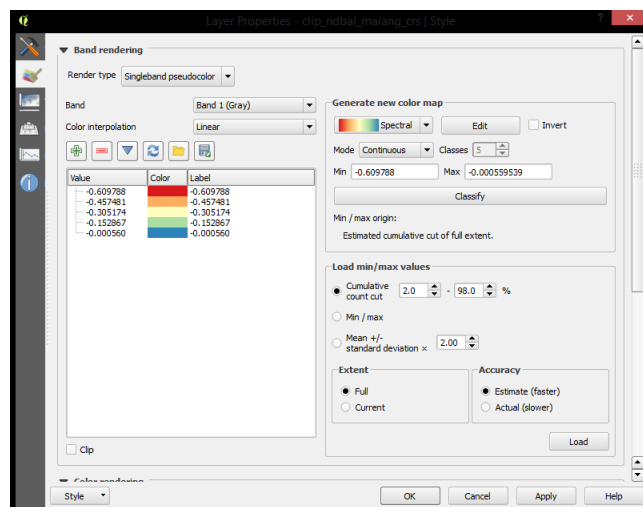 Layer Properties - clip_ndbal_malang_crs | Style
?
×
Band rendering
Render type Singleband pseudocolor
Band Band 1 (Gray)
Color interpolation Linear
Value Color Label
-0.609788 -0.609788
-0.457481 -0.457481
-0.305174 -0.305174
-0.152867 -0.152867
-0.000560 -0.000560
Clip
Generate new color map
Spectral Edit Invert
Mode Continuous Classes 5
Min -0.609788 Max -0.000559539
Classify
Min / max origin:
Estimated cumulative cut of full extent.
Load min/max values
Cumulative
count cut 2.0 - 98.0 %
Min / max
Mean +/-
standard deviation × 2.00
Extent Accuracy
Full Estimate (faster)
Current Actual (slower)
Load
Color rendering
Style OK Cancel Apply Help